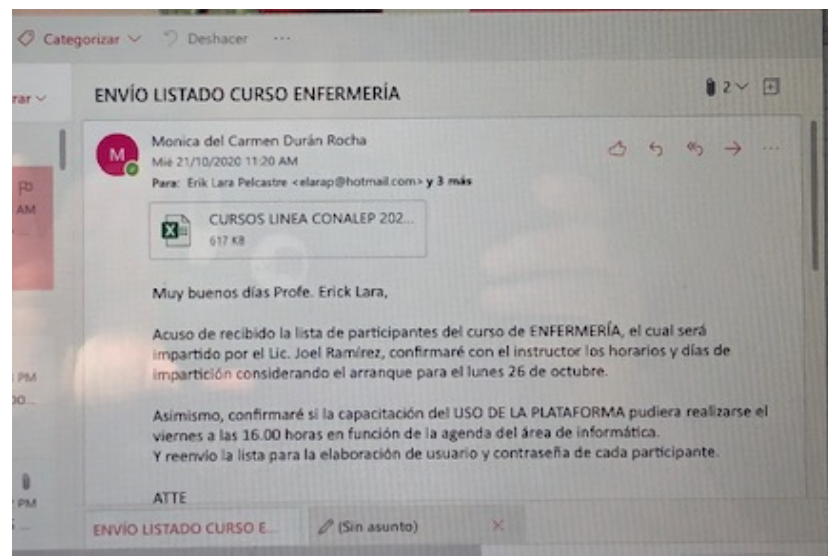 Categorizar
Deshacer
rar
ENVÍO LISTADO CURSO ENFERMERÍA
2
M
Monica del Carmen Durán Rocha
Mié 21/10/2020 11:20 AM
Para: Erik Lara Pelcastre <elarap@hotmail.com> y 3 más
AM
CURSOS LINEA CONALEP 202...
617 KB
Muy buenos días Profe. Erick Lara,
Acuso de recibido la lista de participantes del curso de ENFERMERÍA, el cual será
impartido por el Lic. Joel Ramírez, confirmaré con el instructor los horarios y días de
impartición considerando el arranque para el lunes 26 de octubre.
PM
Asimismo, confirmaré si la capacitación del USO DE LA PLATAFORMA pudiera realizarse el
viernes a las 16.00 horas en función de la agenda del área de informática.
Y reenvio la lista para la elaboración de usuario y contraseña de cada participante.
PM
ATTE
ENVÍO LISTADO CURSO E...
(Sin asunto)